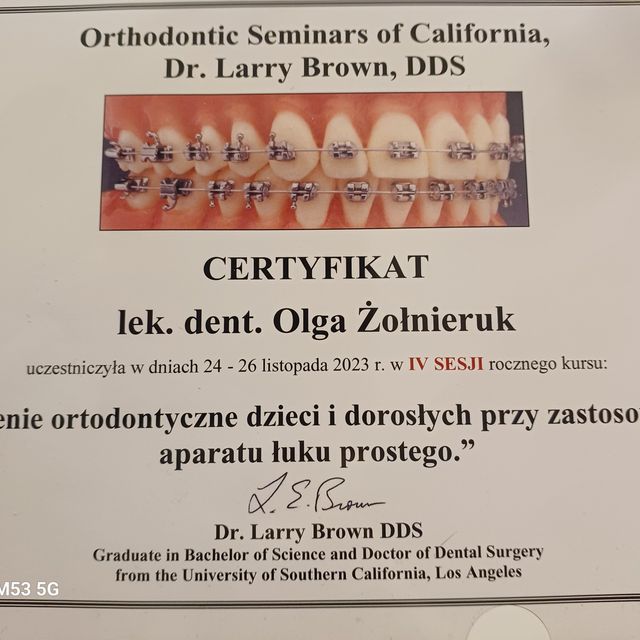 Orthodontic Seminars of California,
Dr. Larry Brown, DDS
CERTYFIKAT
lek. dent. Olga Żołnieruk
uczestniczyła w dniach 24 - 26 listopada 2023 r. w IV SESJI rocznego kursu:
enie ortodontyczne dzieci i dorosłych przy zastoso
aparatu łuku prostego.”
L. E. Brown
Dr. Larry Brown DDS
Graduate in Bachelor of Science and Doctor of Dental Surgery
from the University of Southern California, Los Angeles
M53 5G